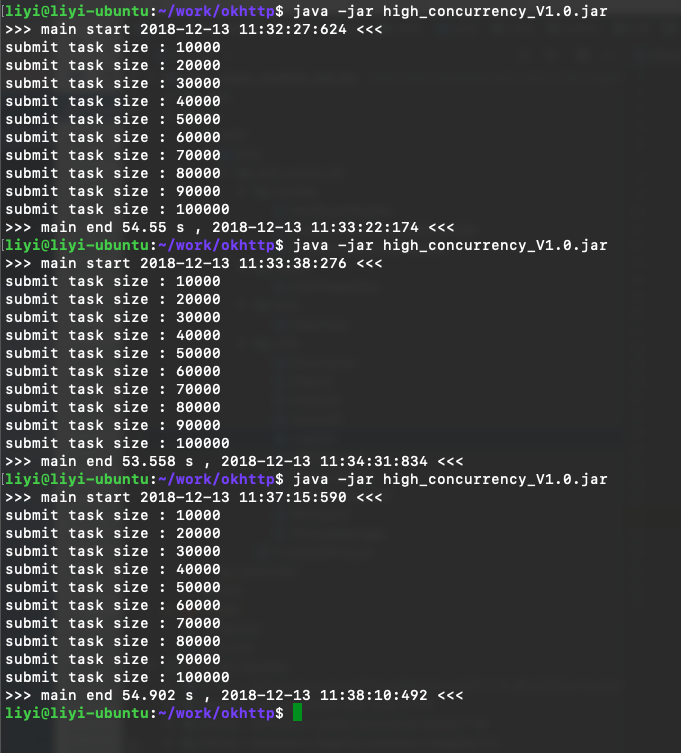 [liyi@liyi-ubuntu:~/work/okhttp$ java -jar high_concurrency_V1.0.jar
>>> main start 2018-12-13 11:32:27:624 <<<
submit task size : 10000
submit task size : 20000
submit task size : 30000
submit task size : 40000
submit task size : 50000
submit task size : 60000
submit task size : 70000
submit task size : 80000
submit task size : 90000
submit task size : 100000
>>> main end 54.55 s , 2018-12-13 11:33:22:174 <<<
[liyi@liyi-ubuntu:~/work/okhttp$ java -jar high_concurrency_V1.0.jar
>>> main start 2018-12-13 11:33:38:276 <<<
submit task size : 10000
submit task size : 20000
submit task size : 30000
submit task size : 40000
submit task size : 50000
submit task size : 60000
submit task size : 70000
submit task size : 80000
submit task size : 90000
submit task size : 100000
>>> main end 53.558 s , 2018-12-13 11:34:31:834 <<<
[liyi@liyi-ubuntu:~/work/okhttp$ java -jar high_concurrency_V1.0.jar
>>> main start 2018-12-13 11:37:15:590 <<<
submit task size : 10000
submit task size : 20000
submit task size : 30000
submit task size : 40000
submit task size : 50000
submit task size : 60000
submit task size : 70000
submit task size : 80000
submit task size : 90000
submit task size : 100000
>>> main end 54.902 s , 2018-12-13 11:38:10:492 <<<
liyi@liyi-ubuntu:~/work/okhttp$